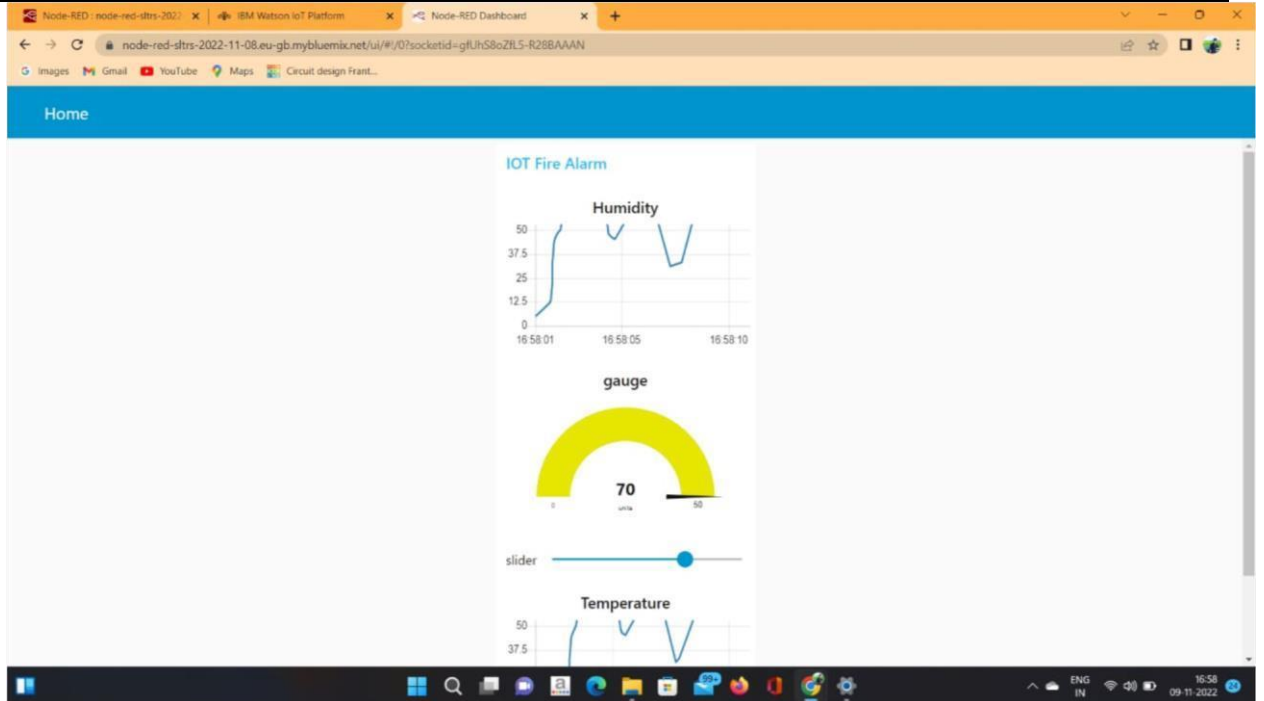 Node-RED : node-red-sltrs-2022
IBM Watson IoT Platform
Node-RED Dashboard
node-red-sltrs-2022-11-08.eu-gb.mybluemix.net/ui/#!/0?socketid=gfUhS8oZfL5-R28BAAAN
Images
Gmail
YouTube
Maps
Circuit design Frant...
Home
IOT Fire Alarm
Humidity
50
37.5
25
12.5
0
16:58:01 16:58:05 16:58:10
gauge
70
units
0 50
slider
Temperature
50
37.5
99+
ENG
IN
16:58
09-11-2022
24